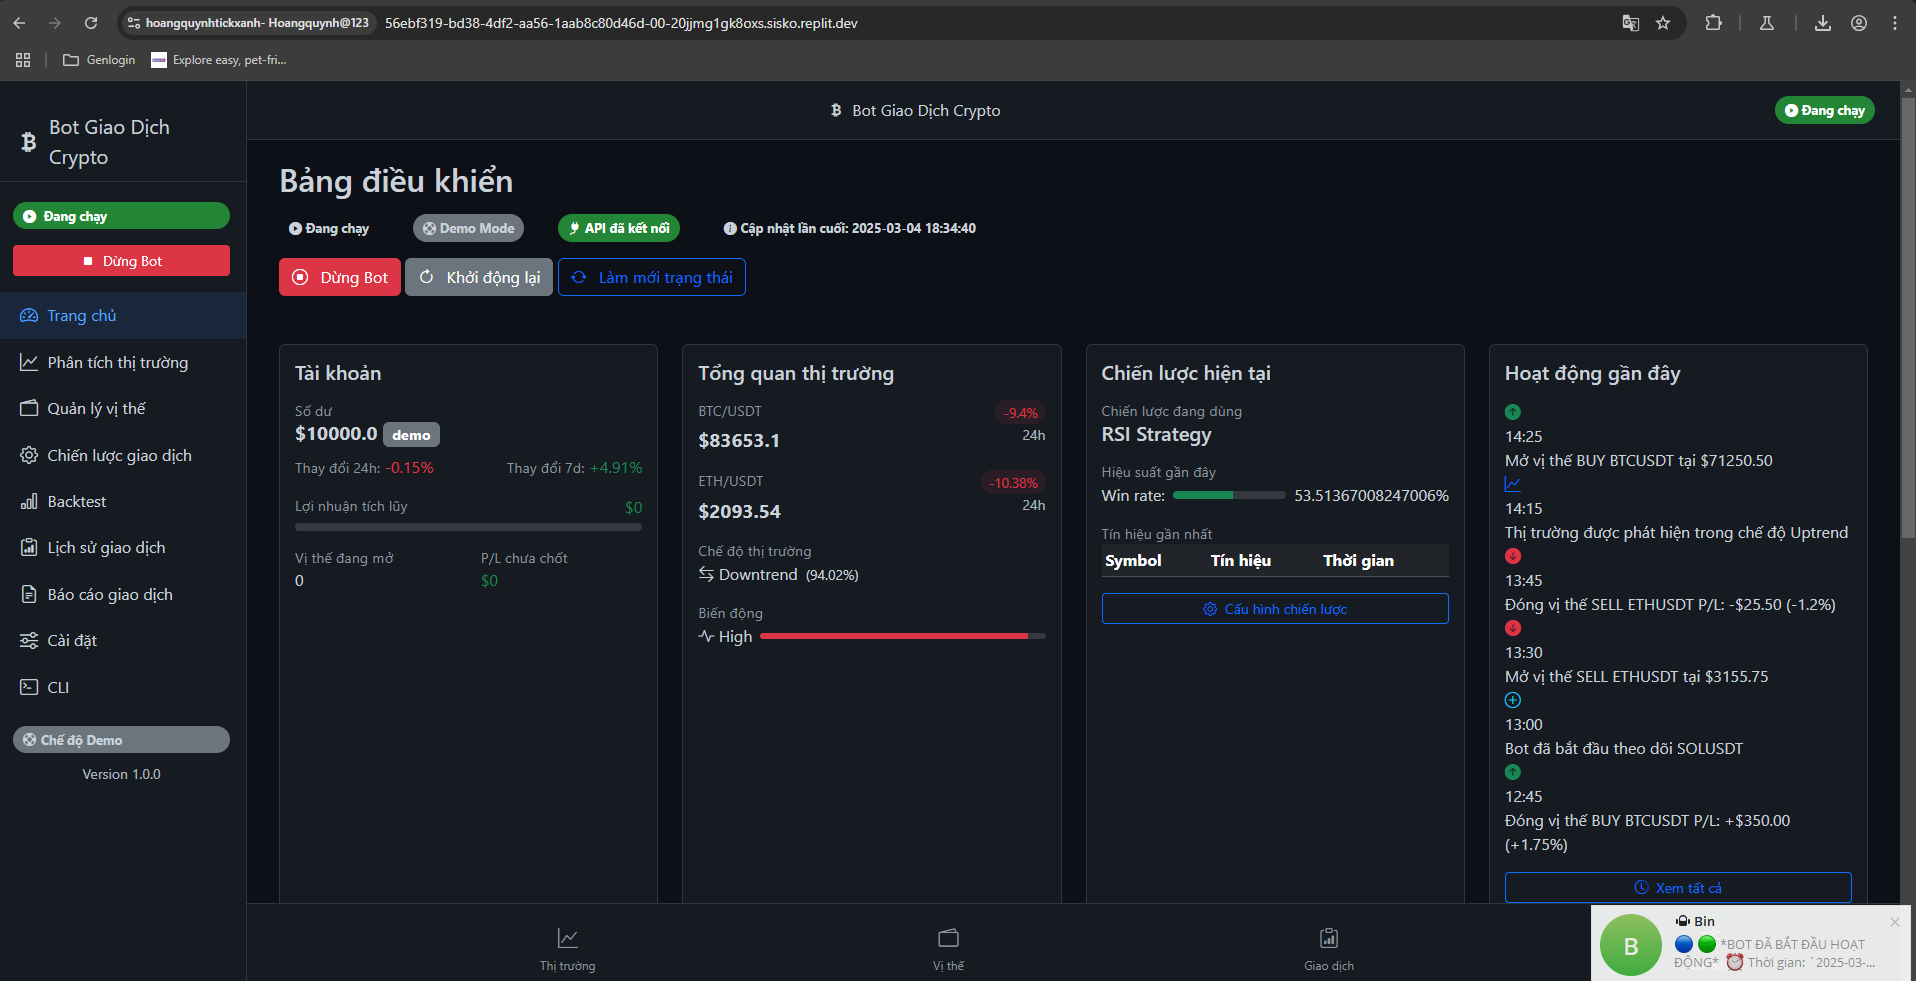 hoangquynhtickxanh- Hoangquynh@123
56ebf319-bd38-4df2-aa56-1aab8c80d46d-00-20jjmg1gk8oxs.sisko.replit.dev
Genlogin
Explore easy, pet-fri...
Bot Giao Dịch
Crypto
Đang chạy
Dừng Bot
Trang chủ
Phân tích thị trường
Quản lý vị thế
Chiến lược giao dịch
Backtest
Lịch sử giao dịch
Báo cáo giao dịch
Cài đặt
CLI
Chế độ Demo
Version 1.0.0
Bot Giao Dịch Crypto
Đang chạy
Bảng điều khiển
Đang chạy
Demo Mode
API đã kết nối
Cập nhật lần cuối: 2025-03-04 18:34:40
Dừng Bot
Khởi động lại
Làm mới trạng thái
Tài khoản
Số dư
$10000.0 demo
Thay đổi 24h: -0.15%
Thay đổi 7d: +4.91%
Lợi nhuận tích lũy
$0
Vị thế đang mở
0
P/L chưa chốt
$0
Tổng quan thị trường
BTC/USDT
-9.4%
$83653.1
24h
ETH/USDT
-10.38%
$2093.54
24h
Chế độ thị trường
Downtrend (94.02%)
Biến động
High
Chiến lược hiện tại
Chiến lược đang dùng
RSI Strategy
Hiệu suất gần đây
Win rate: 53.51367008247006%
Tín hiệu gần nhất
Symbol Tín hiệu Thời gian
Cấu hình chiến lược
Hoạt động gần đây
14:25
Mở vị thế BUY BTCUSDT tại $71250.50
14:15
Thị trường được phát hiện trong chế độ Uptrend
13:45
Đóng vị thế SELL ETHUSDT P/L: -$25.50 (-1.2%)
13:30
Mở vị thế SELL ETHUSDT tại $3155.75
13:00
Bot đã bắt đầu theo dõi SOLUSDT
12:45
Đóng vị thế BUY BTCUSDT P/L: +$350.00
(+1.75%)
Xem tất cả
Thị trường
Vị thế
Giao dịch
B
Bin
*BOT ĐÃ BẮT ĐẦU HOẠT
ĐỘNG* Thời gian: `2025-03-...